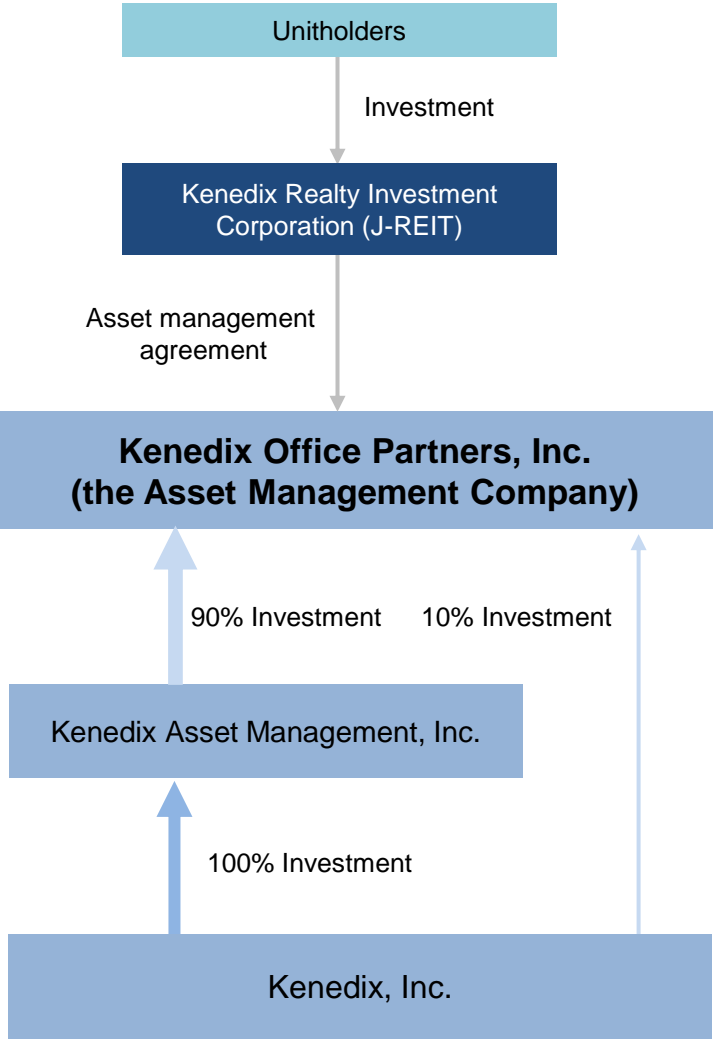 Unitholders
Investment
Kenedix Realty Investment
Corporation (J-REIT)
Asset management
agreement
Kenedix Office Partners, Inc.
(the Asset Management Company)
90% Investment
10% Investment
Kenedix Asset Management, Inc.
100% Investment
Kenedix, Inc.